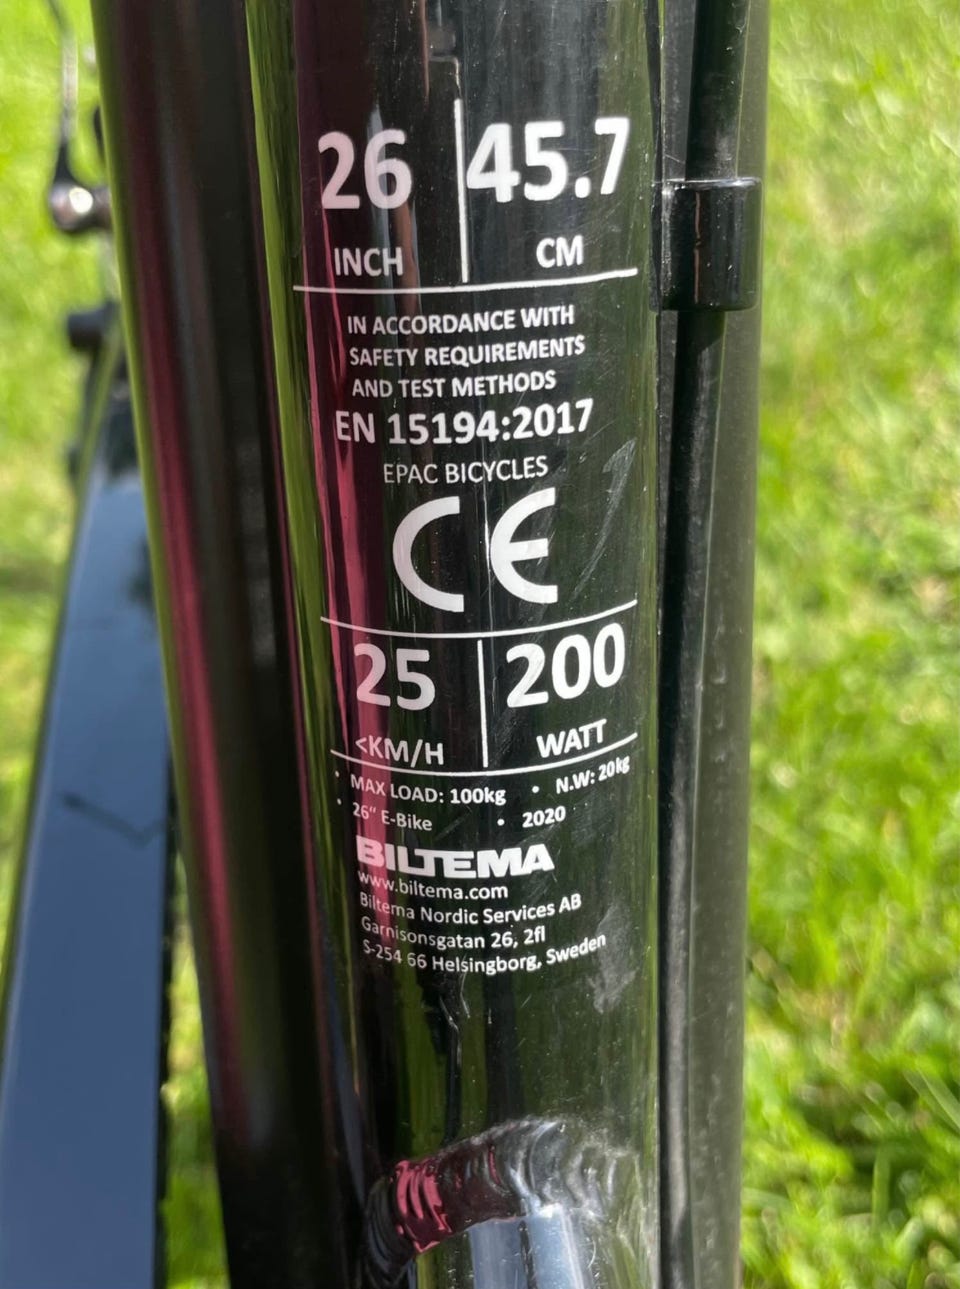 26 45.7
INCH CM
IN ACCORDANCE WITH
SAFETY REQUIREMENTS
AND TEST METHODS
EN 15194:2017
EPAC BICYCLES
CE
25 200
<KM/H WATT
• MAX LOAD: 100kg • N.W: 20kg
• 26“ E-Bike • 2020
BILTEMA
www.biltema.com
Biltema Nordic Services AB
Garnisonsgatan 26, 2fl
S-254 66 Helsingborg, Sweden